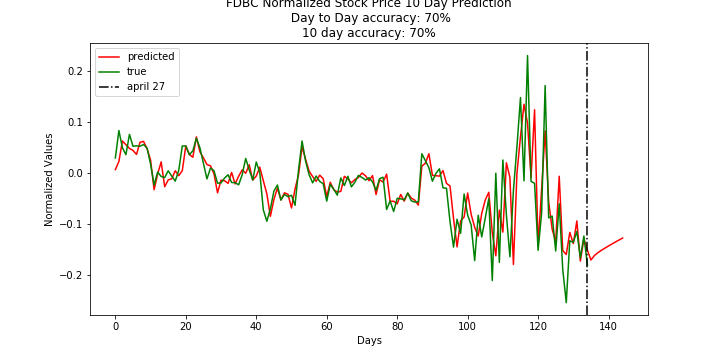 FDBC Normalized Stock Price 10 Day Prediction
Day to Day accuracy: 70%
10 day accuracy: 70%
predicted
true
april 27
Normalized Values
0.2
0.1
0.0
−0.1
−0.2
0 20 40 60 80 100 120 140
Days